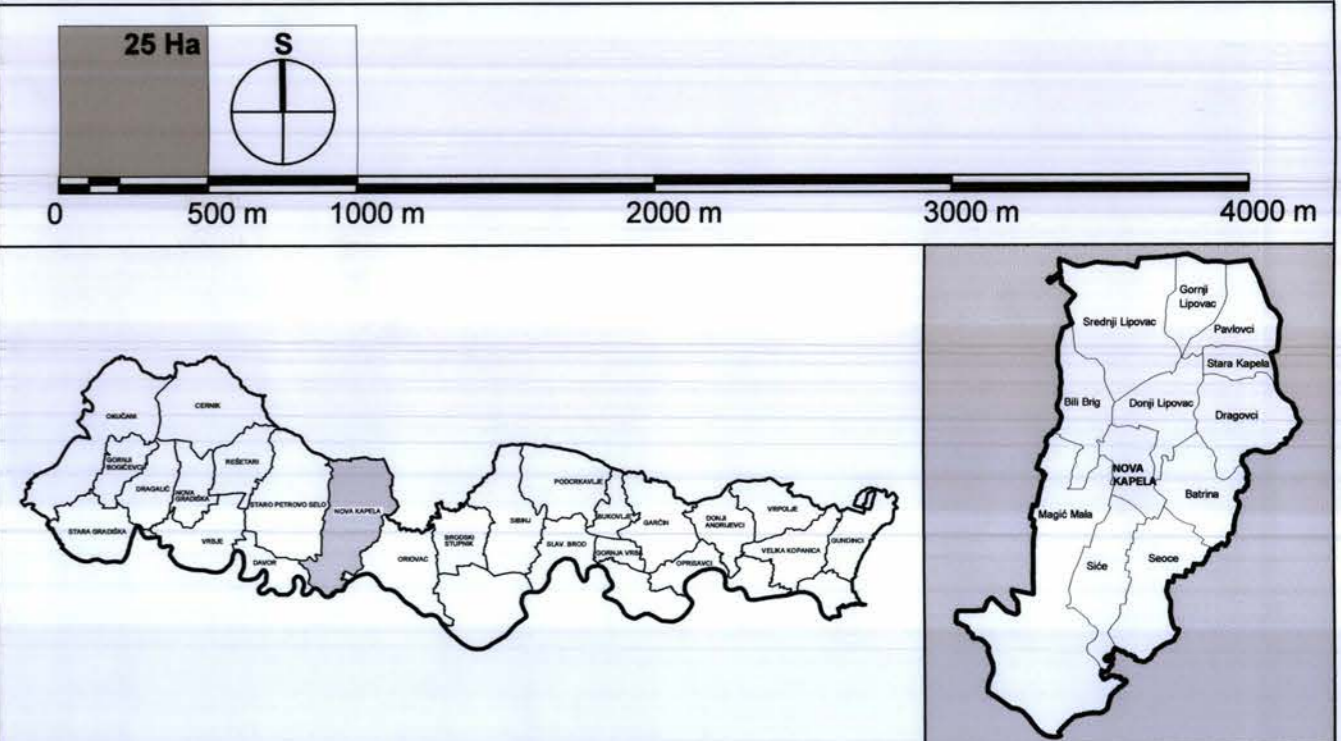 25 Ha
S
0 500 m 1000 m 2000 m 3000 m 4000 m
OKUČANI
CERNIK
GORNJI
BOGIĆEVCI
DRAGALIĆ
NOVA
GRADIŠKA
REŠETARI
STARO PETROVO SELO
NOVA KAPELA
STARA GRADIŠKA
VRBJE
DAVOR
ORIOVAC
BRODSKI
STUPNIK
SIBINJ
PODCRKAVLJE
SLAV. BROD
BUKOVLJE
GORNJA VRBA
GARČIN
OPRISAVCI
DONJI
ANDRIJEVCI
VRPOLJE
VELIKA KOPANICA
GUNDINCI
Gornji
Lipovac
Srednji Lipovac
Pavlovci
Stara Kapela
Bili Brig
Donji Lipovac
Dragovci
NOVA
KAPELA
Batrina
Magić Mala
Siče
Seoce